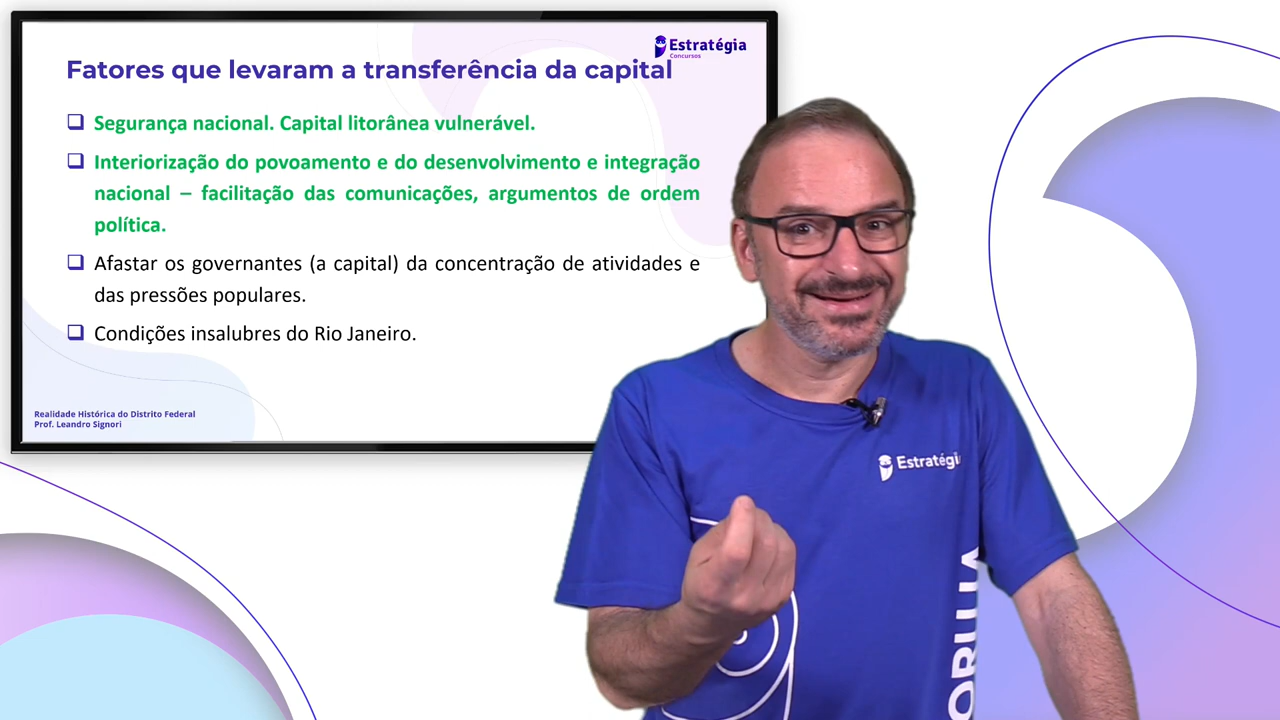 Estratégia
Concursos
Fatores que levaram a transferência da capital
Segurança nacional. Capital litorânea vulnerável.
Interiorização do povoamento e do desenvolvimento e integração
nacional – facilitação das comunicações, argumentos de ordem
política.
Afastar os governantes (a capital) da concentração de atividades e
das pressões populares.
Condições insalubres do Rio Janeiro.
Realidade Histórica do Distrito Federal
Prof. Leandro Signori
Estratégia
ORUJA